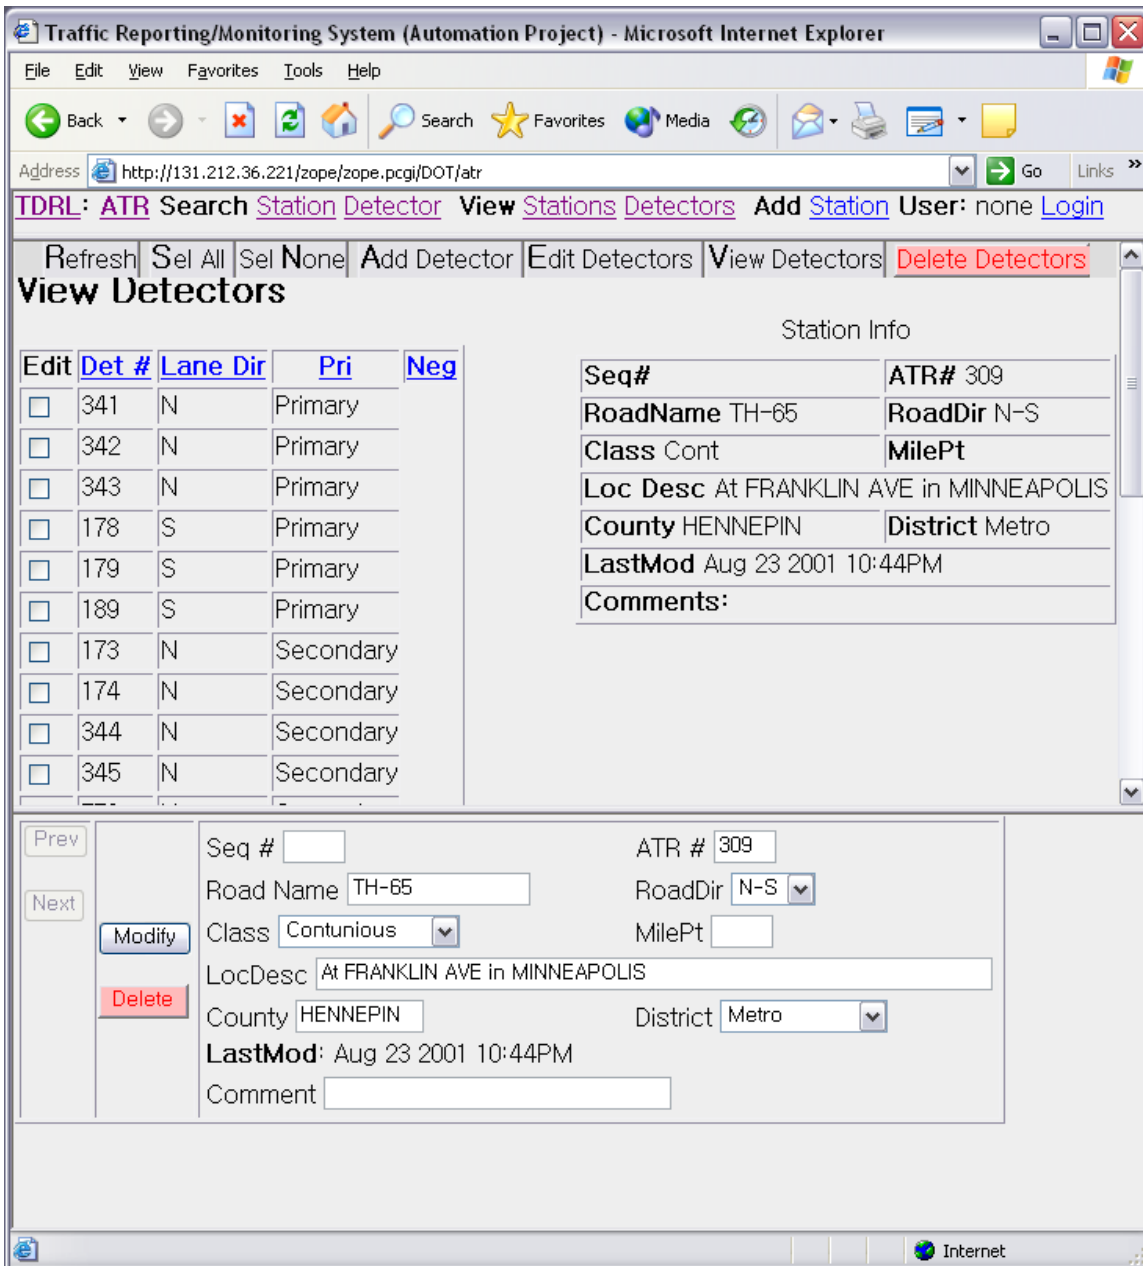 Traffic Reporting/Monitoring System (Automation Project) - Microsoft Internet Explorer
File Edit View Favorites Tools Help
Back Search Favorites Media
Address http://131.212.36.221/zope/zope.pcgi/DOT/atr Go Links »
TDRL: ATR Search Station Detector View Stations Detectors Add Station User: none Login
Refresh Sel All Sel None Add Detector Edit Detectors View Detectors Delete Detectors
View Detectors
Edit Det # Lane Dir Pri Neg
341 N Primary
342 N Primary
343 N Primary
178 S Primary
179 S Primary
189 S Primary
173 N Secondary
174 N Secondary
344 N Secondary
345 N Secondary
Station Info
Seq# ATR# 309
RoadName TH-65 RoadDir N-S
Class Cont MilePt
Loc Desc At FRANKLIN AVE in MINNEAPOLIS
County HENNEPIN District Metro
LastMod Aug 23 2001 10:44PM
Comments:
Prev
Next
Modify
Delete
Seq # ATR # 309
Road Name TH-65 RoadDir N-S
Class Contunious MilePt
LocDesc At FRANKLIN AVE in MINNEAPOLIS
County HENNEPIN District Metro
LastMod: Aug 23 2001 10:44PM
Comment
Internet